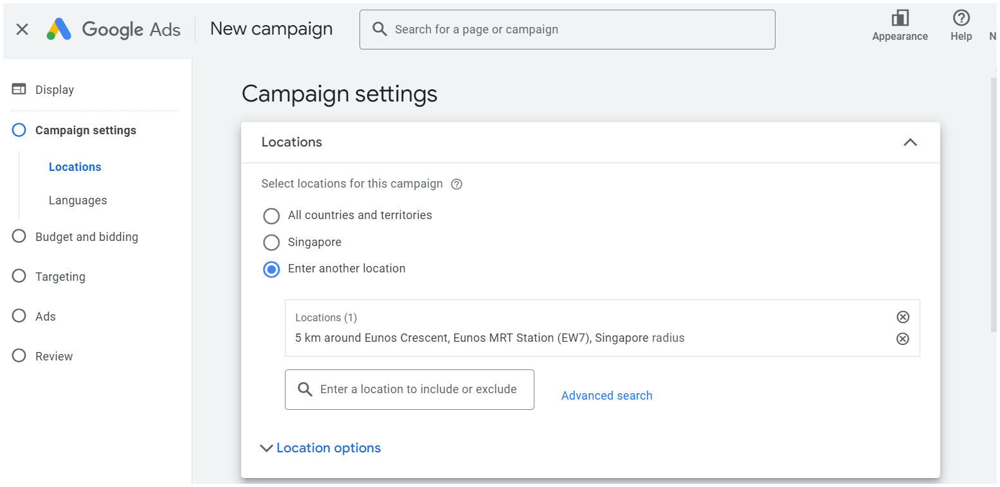 Google Ads
New campaign
Search for a page or campaign
Appearance
Help
N
Display
Campaign settings
Locations
Languages
Budget and bidding
Targeting
Ads
Review
Campaign settings
Locations
Select locations for this campaign
All countries and territories
Singapore
Enter another location
Locations (1)
5 km around Eunos Crescent, Eunos MRT Station (EW7), Singapore radius
Enter a location to include or exclude
Advanced search
Location options